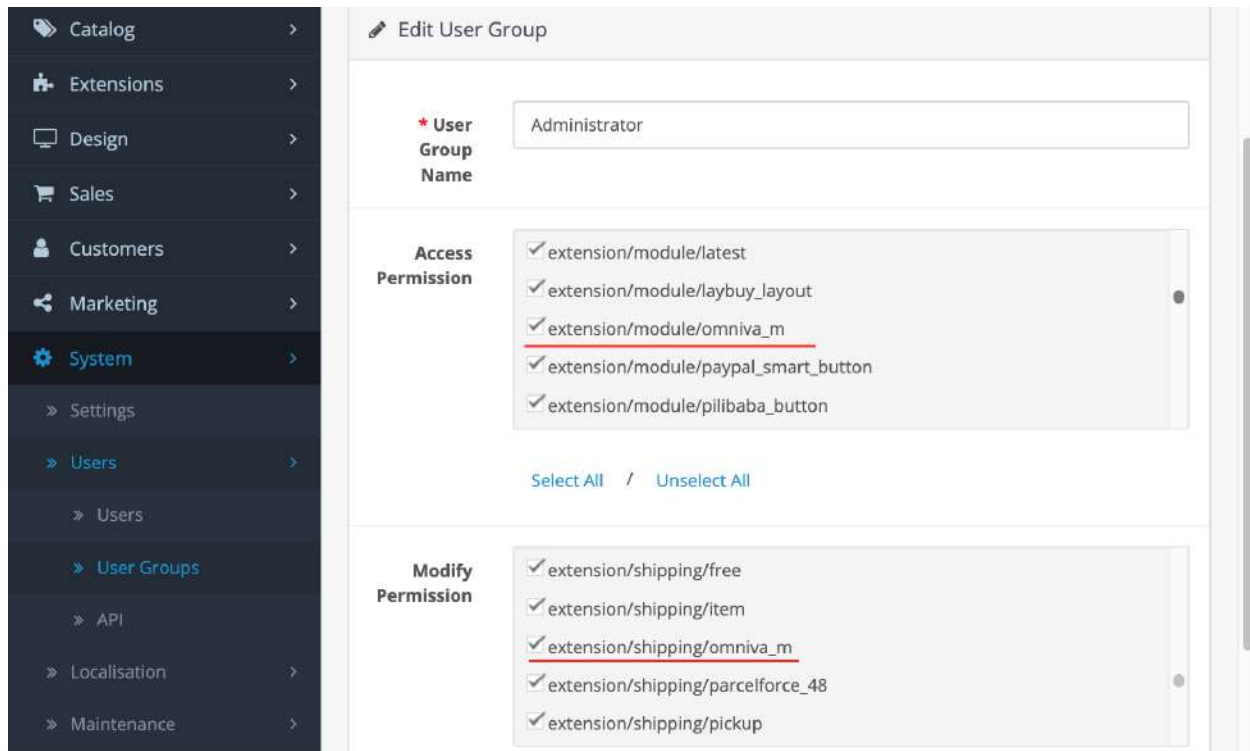 Catalog
Extensions
Design
Sales
Customers
Marketing
System
» Settings
» Users
» Users
» User Groups
» API
» Localisation
» Maintenance
Edit User Group
* User
Group
Name
Administrator
Access
Permission
extension/module/latest
extension/module/laybuy_layout
extension/module/omniva_m
extension/module/paypal_smart_button
extension/module/pilibaba_button
Select All / Unselect All
Modify
Permission
extension/shipping/free
extension/shipping/item
extension/shipping/omniva_m
extension/shipping/parcelforce_48
extension/shipping/pickup